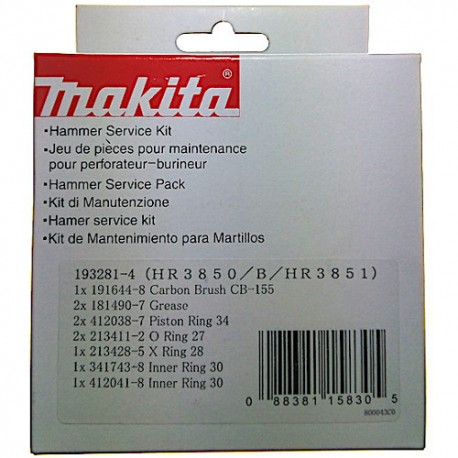 makita®
•Hammer Service Kit
•Jeu de pièces pour maintenance
pour perforateur-burineur
•Hammer Service Pack
•Kit di Manutenzione
•Hamer service kit
•Kit de Mantenimiento para Martillos
193281-4 (HR3850/B/HR3851)
1x 191644-8 Carbon Brush CB-155
2x 181490-7 Grease
2x 412038-7 Piston Ring 34
2x 213411-2 O Ring 27
1x 213428-5 X Ring 28
1x 341743-8 Inner Ring 30
1x 412041-8 Inner Ring 30
0 88381 15830 5
800043C0